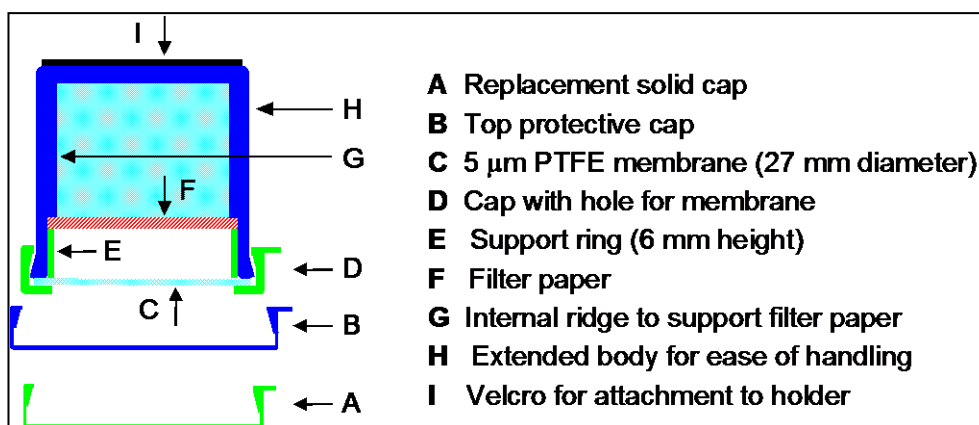 I
H
G
F
E
D
C
B
A
A Replacement solid cap
B Top protective cap
C 5 μm PTFE membrane (27 mm diameter)
D Cap with hole for membrane
E Support ring (6 mm height)
F Filter paper
G Internal ridge to support filter paper
H Extended body for ease of handling
I Velcro for attachment to holder